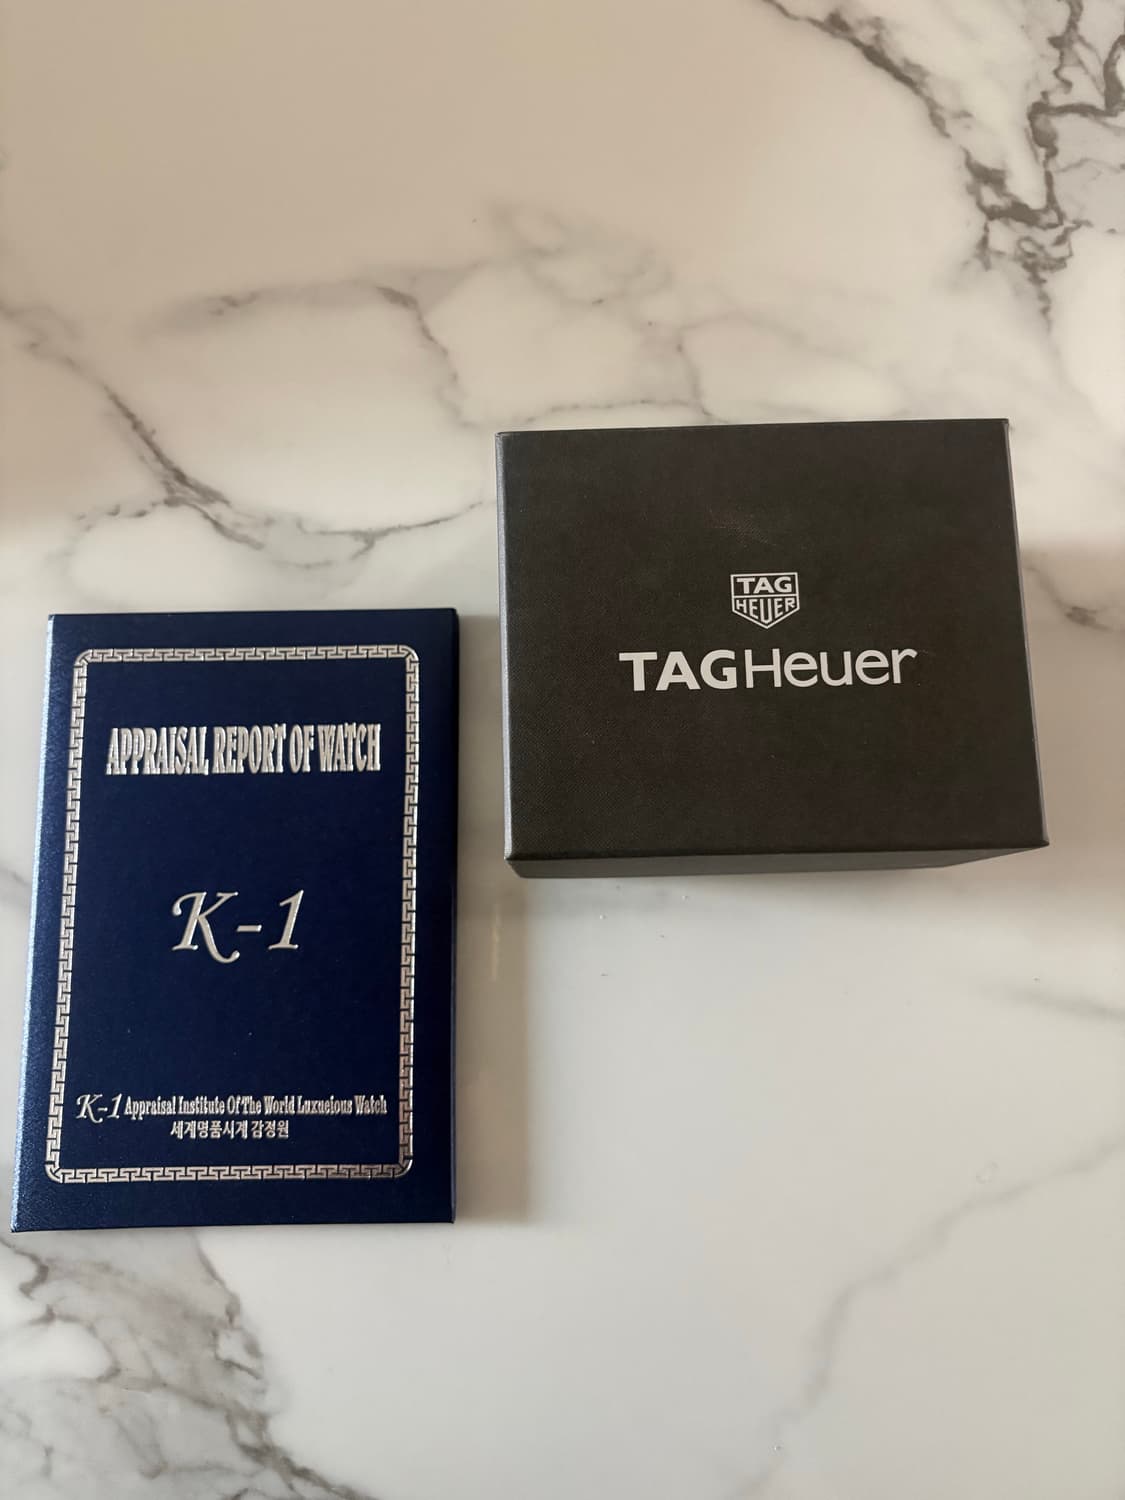 APPRAISAL REPORT OF WATCH
K-1
K-1 Appraisal Institute Of The World Luxueious Watch
세계명품시계 감정원
TAG
HEUER
TAGHeuer